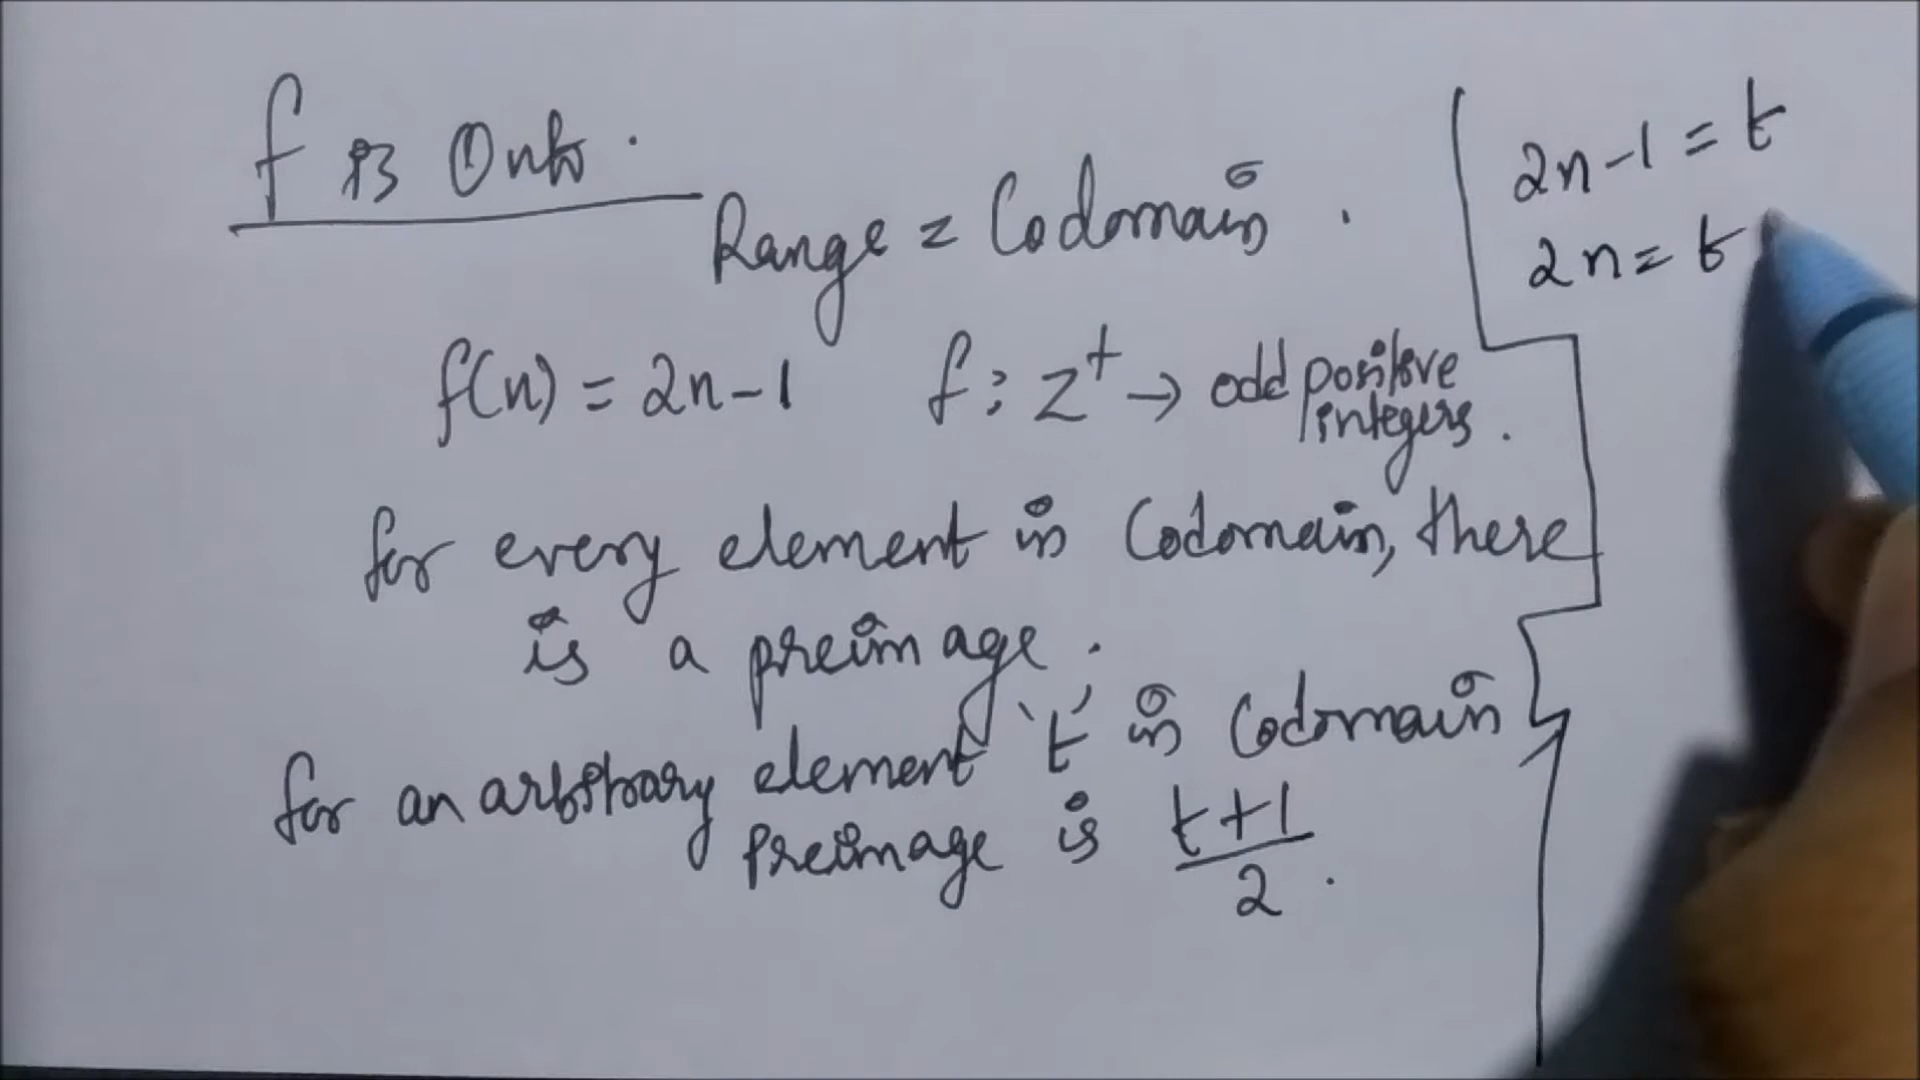 f is Onto.
Range = Codomain.
f(n) = 2n-1 f: Z⁺ → odd positive
integers.
for every element in Codomain, there
is a preimage.
for an arbitrary element 't' in Codomain
Preimage is (t+1)/2.
2n-1 = t
2n = t